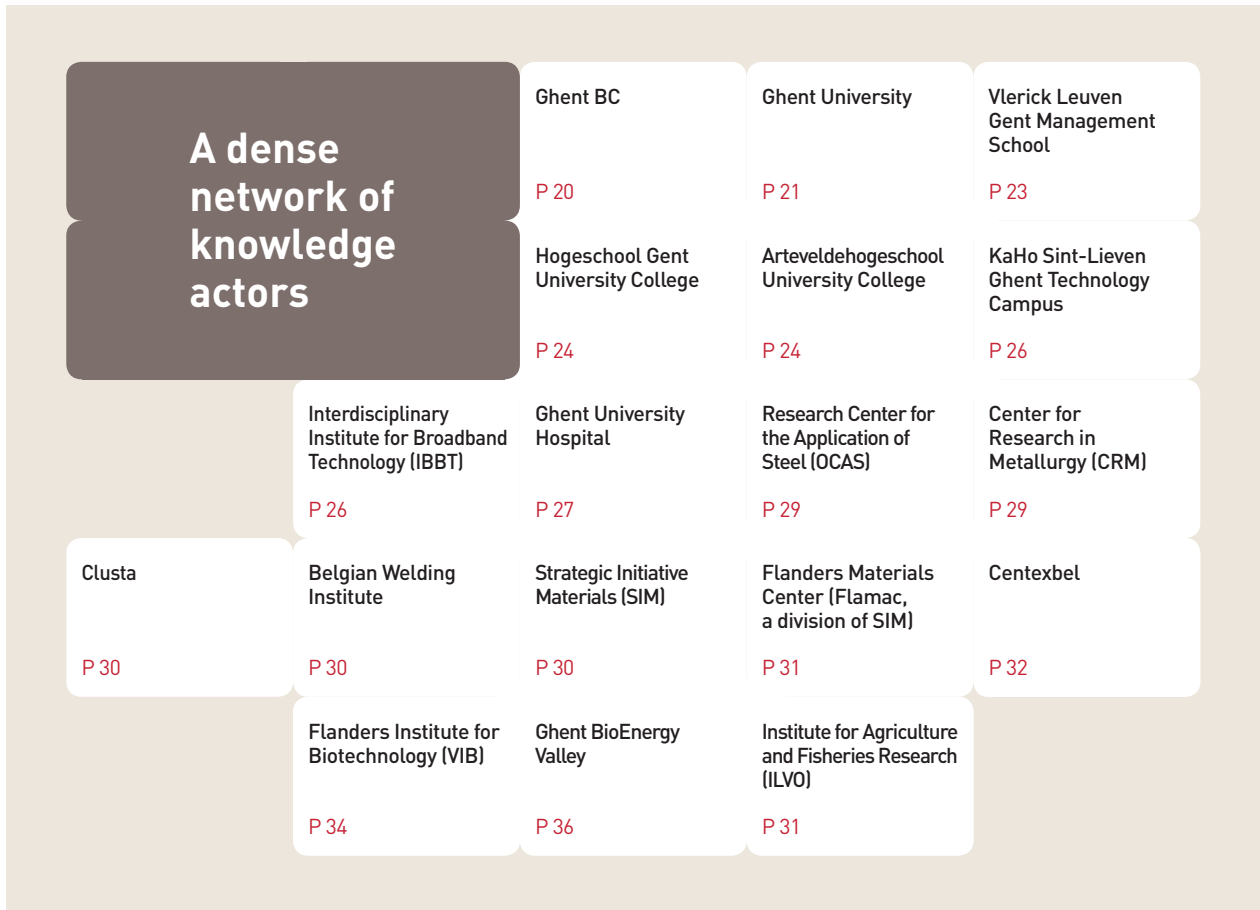 A dense
network of
knowledge
actors
Ghent BC
P 20
Ghent University
P 21
Vlerick Leuven
Gent Management
School
P 23
Hogeschool Gent
University College
P 24
Arteveldehogeschool
University College
P 24
KaHo Sint-Lieven
Ghent Technology
Campus
P 26
Interdisciplinary
Institute for Broadband
Technology (IBBT)
P 26
Ghent University
Hospital
P 27
Research Center for
the Application of
Steel (OCAS)
P 29
Center for
Research in
Metallurgy (CRM)
P 29
Clusta
P 30
Belgian Welding
Institute
P 30
Strategic Initiative
Materials (SIM)
P 30
Flanders Materials
Center (Flamac,
a division of SIM)
P 31
Centexbel
P 32
Flanders Institute for
Biotechnology (VIB)
P 34
Ghent BioEnergy
Valley
P 36
Institute for Agriculture
and Fisheries Research
(ILVO)
P 31